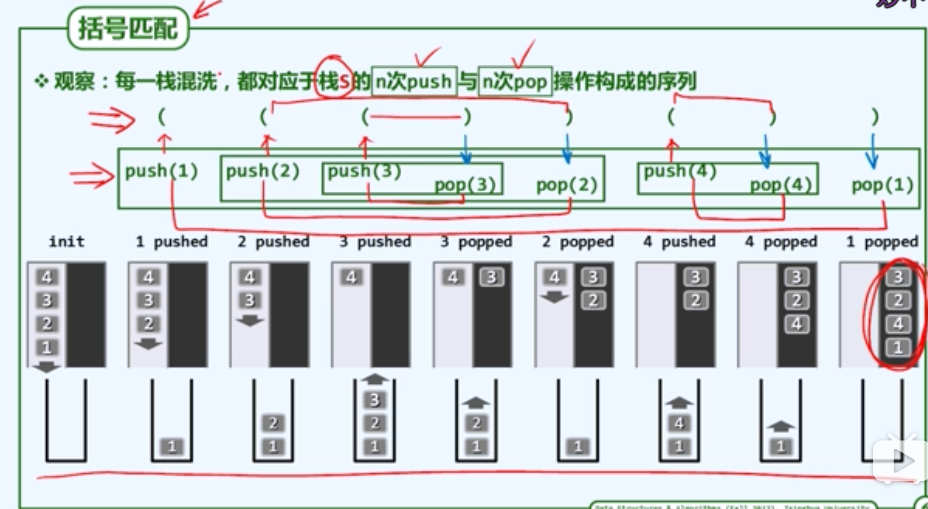 括号匹配
❖ 观察：每一栈混洗，都对应于栈S的n次push与n次pop操作构成的序列
( ( ( ) ) ( ) )
push(1) push(2) push(3) pop(3) pop(2) push(4) pop(4) pop(1)
init 1 pushed 2 pushed 3 pushed 3 popped 2 popped 4 pushed 4 popped 1 popped
4 4 4 4 4 3 4 3 3 3 3
3 3 3 2 2 2 2
2 2 4 4
1 1
3
2 2 2 4
1 1 1 1 1 1 1
Data Structures & Algorithms (Fall 2013), Tsinghua University